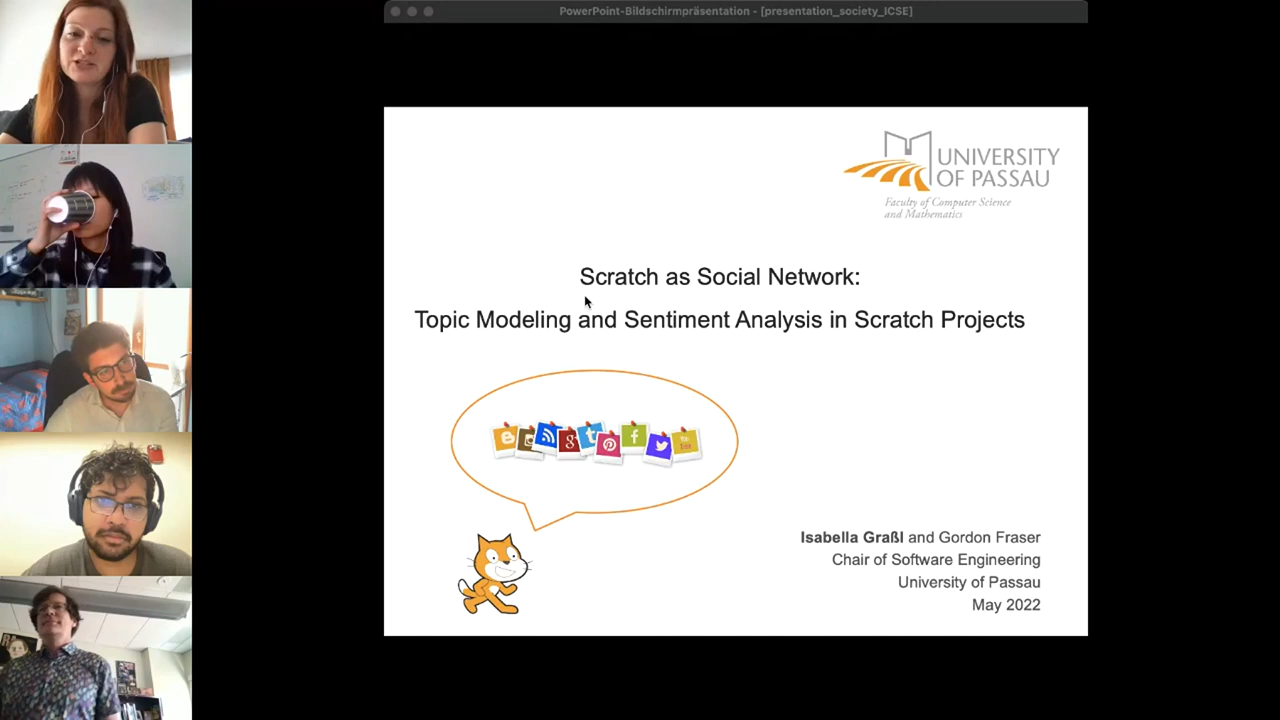 PowerPoint-Bildschirmpräsentation - [presentation_society_ICSE]
UNIVERSITY
OF PASSAU
Faculty of Computer Science
and Mathematics
Scratch as Social Network:
Topic Modeling and Sentiment Analysis in Scratch Projects
Isabella Graßl and Gordon Fraser
Chair of Software Engineering
University of Passau
May 2022